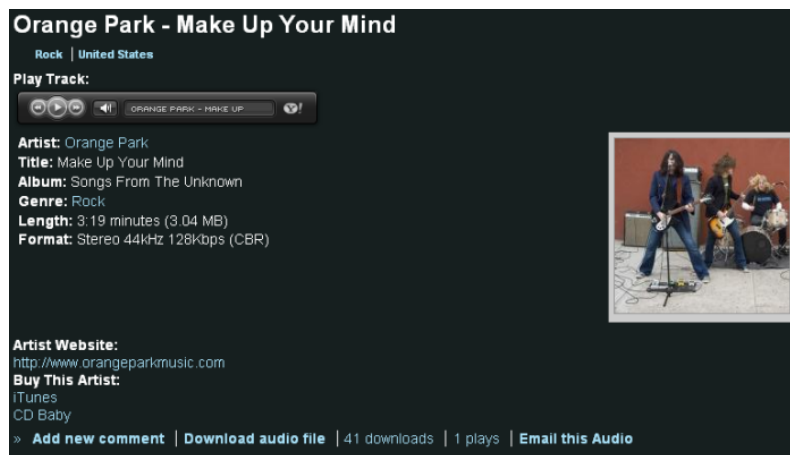 Orange Park - Make Up Your Mind
Rock | United States
Play Track:
ORANGE PARK - MAKE UP
Y!
Artist: Orange Park
Title: Make Up Your Mind
Album: Songs From The Unknown
Genre: Rock
Length: 3:19 minutes (3.04 MB)
Format: Stereo 44kHz 128Kbps (CBR)
Artist Website:
http://www.orangeparkmusic.com
Buy This Artist:
iTunes
CD Baby
» Add new comment | Download audio file | 41 downloads | 1 plays | Email this Audio